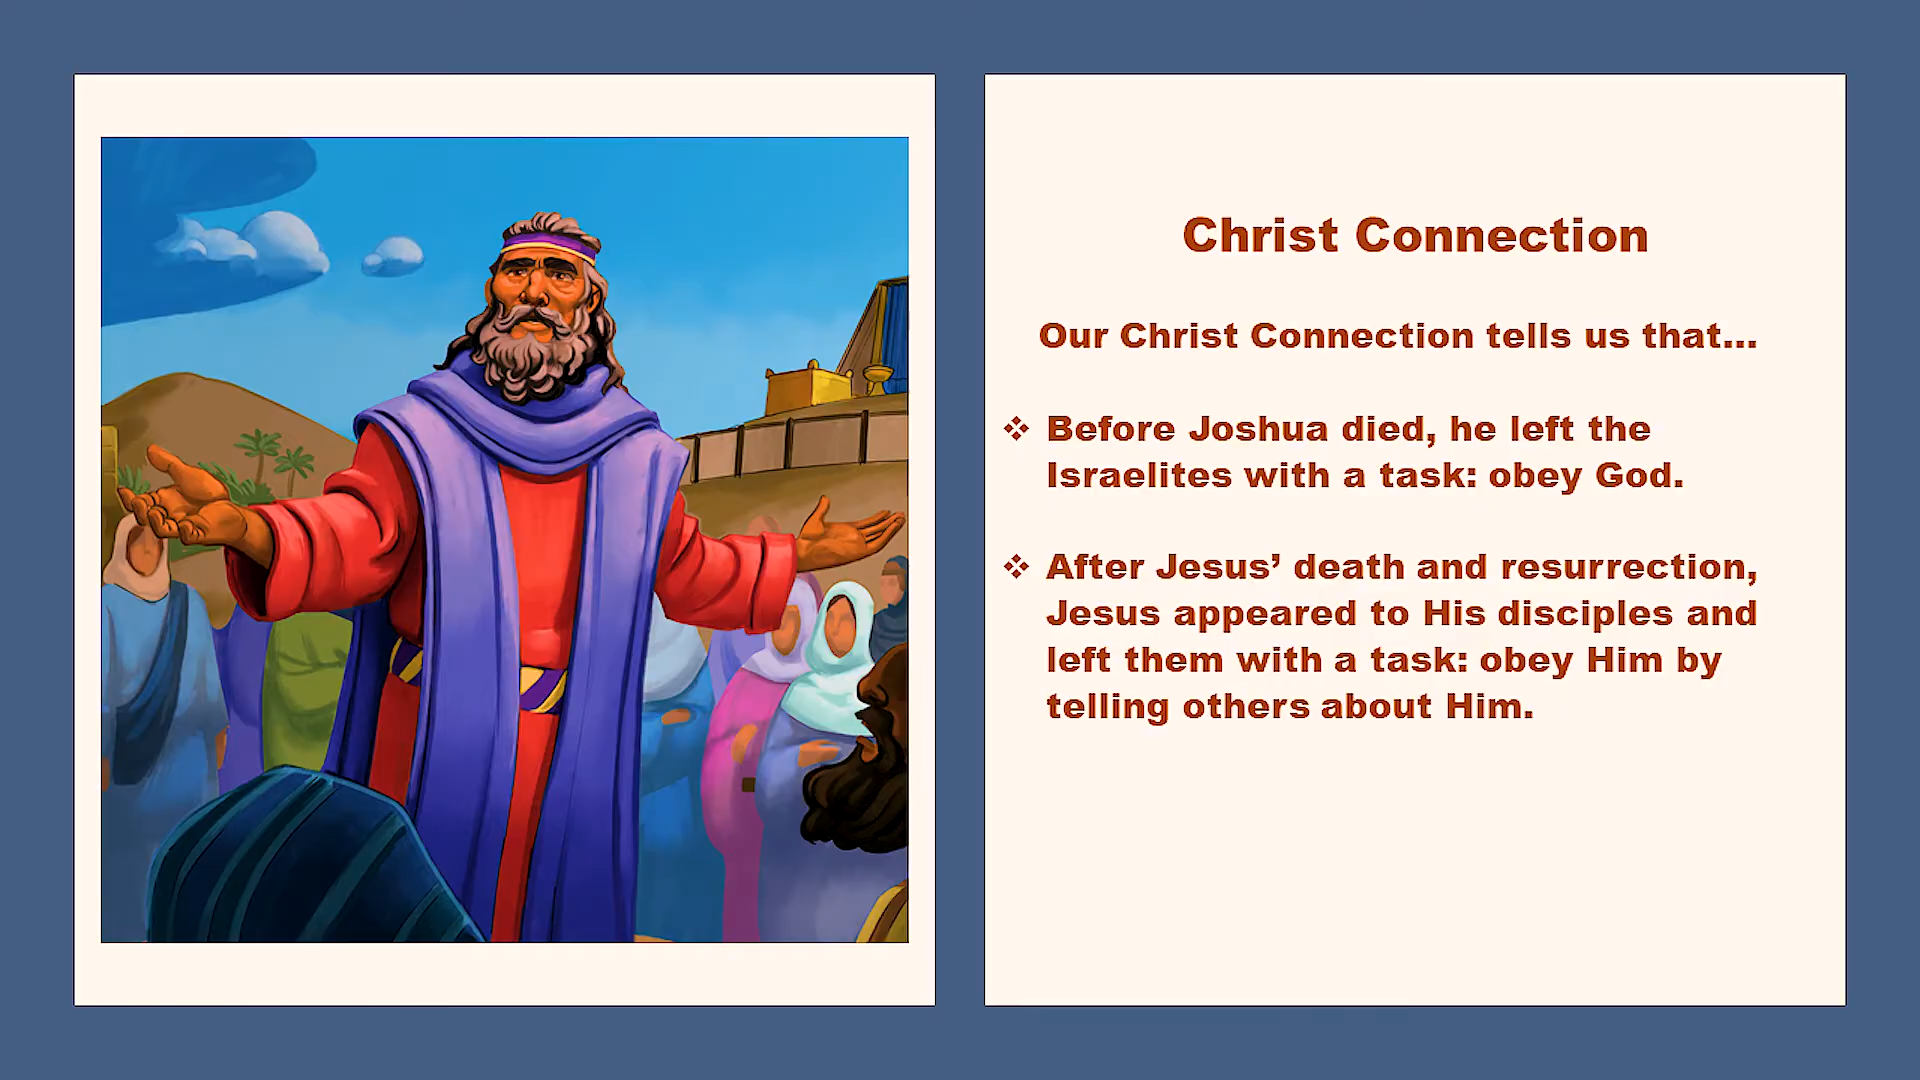 Christ Connection
Our Christ Connection tells us that...
❖ Before Joshua died, he left the
Israelites with a task: obey God.
❖ After Jesus’ death and resurrection,
Jesus appeared to His disciples and
left them with a task: obey Him by
telling others about Him.